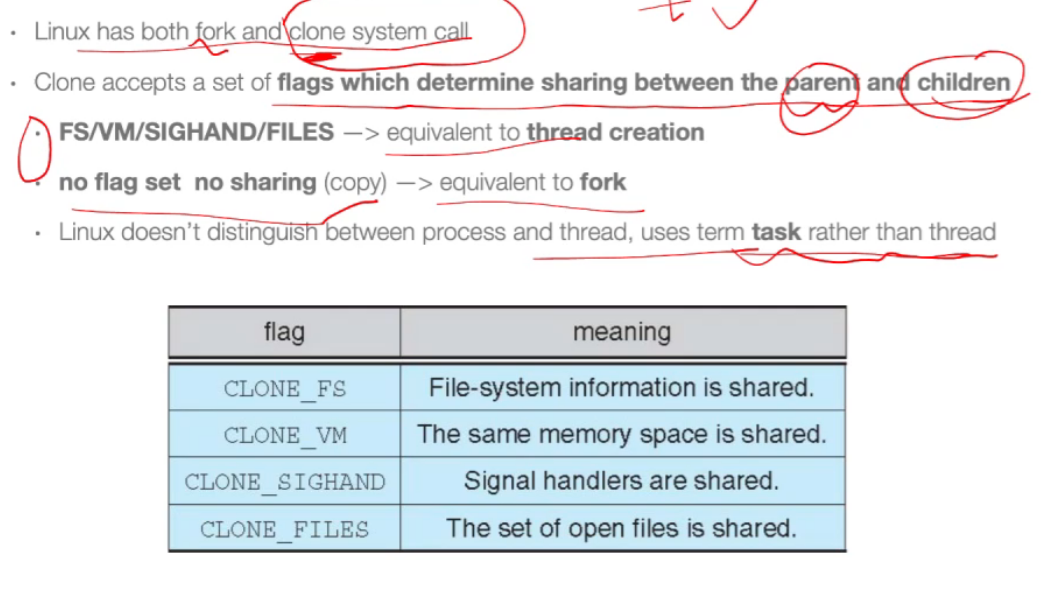 • Linux has both fork and clone system call
• Clone accepts a set of flags which determine sharing between the parent and children
• FS/VM/SIGHAND/FILES —> equivalent to thread creation
• no flag set no sharing (copy) —> equivalent to fork
• Linux doesn't distinguish between process and thread, uses term task rather than thread
flag meaning
CLONE_FS File-system information is shared.
CLONE_VM The same memory space is shared.
CLONE_SIGHAND Signal handlers are shared.
CLONE_FILES The set of open files is shared.